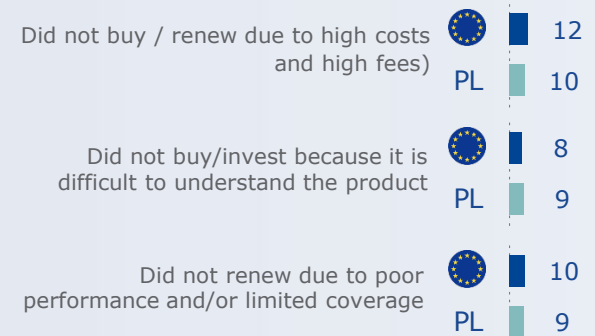 Did not buy / renew due to high costs
and high fees)
12
PL 10
Did not buy/invest because it is
difficult to understand the product
8
PL 9
Did not renew due to poor
performance and/or limited coverage
10
PL 9